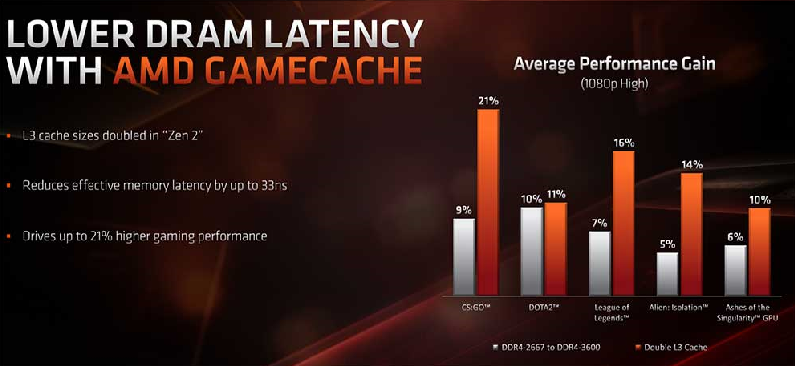 LOWER DRAM LATENCY
WITH AMD GAMECACHE
L3 cache sizes doubled in "Zen 2"
Reduces effective memory latency by up to 33ns
Drives up to 21% higher gaming performance
Average Performance Gain
(1080p High)
9%
21%
10%
11%
7%
16%
5%
14%
6%
10%
CS:GO™
DOTA2™
League of
Legends™
Alien: Isolation™
Ashes of the
Singularity™ GPU
DDR4-2667 to DDR4-3600
Double L3 Cache